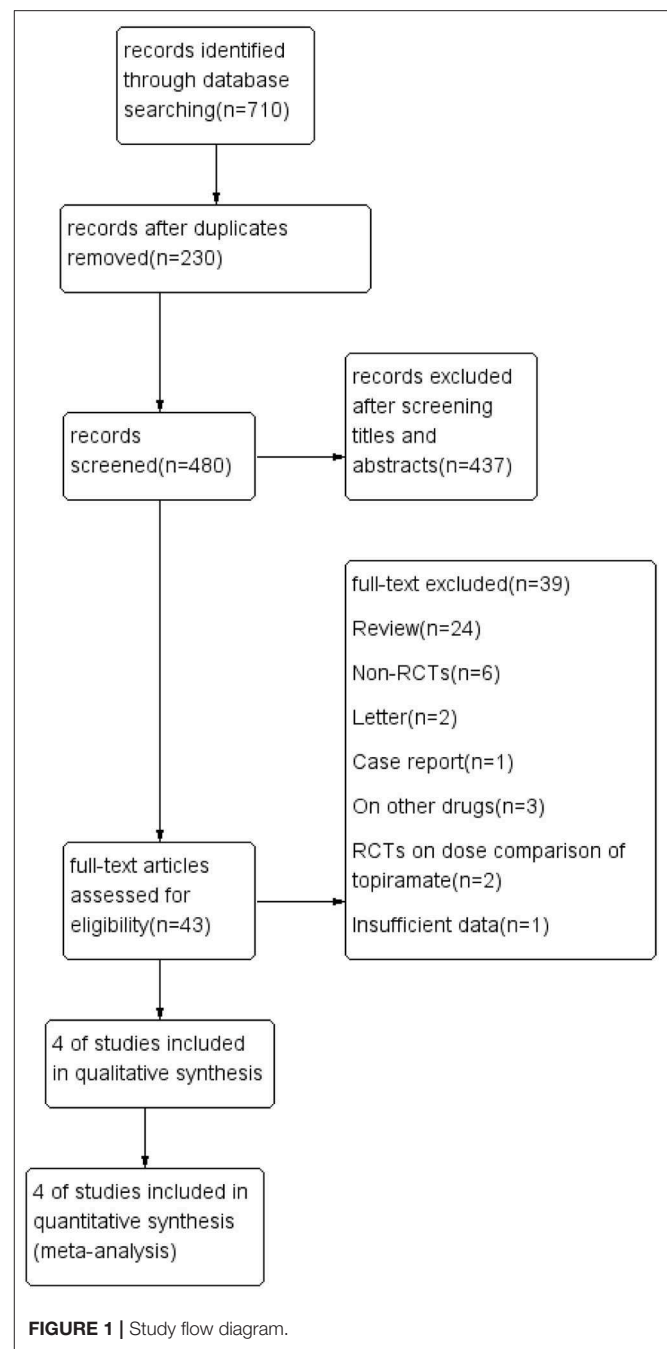 records identified
through database
searching(n=710)
records after duplicates
removed(n=230)
records
screened(n=480)
records excluded
after screening
titles and
abstracts(n=437)
full-text articles
assessed for
eligibility(n=43)
full-text excluded(n=39)
Review(n=24)
Non-RCTs(n=6)
Letter(n=2)
Case report(n=1)
On other drugs(n=3)
RCTs on dose comparison of
topiramate(n=2)
Insufficient data(n=1)
4 of studies included
in qualitative synthesis
4 of studies included in
quantitative synthesis
(meta-analysis)
FIGURE 1 | Study flow diagram.